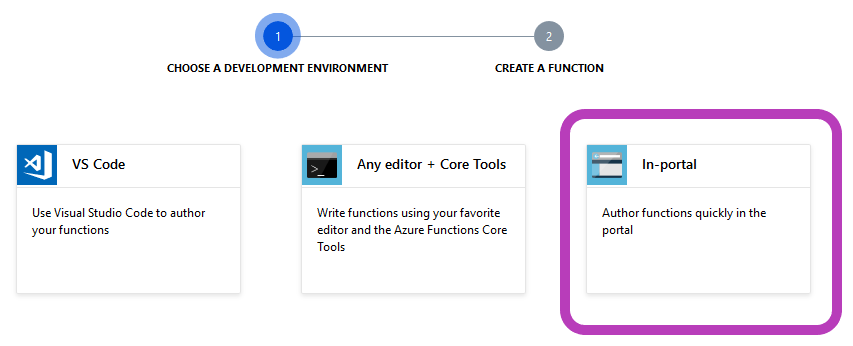 1
2
CHOOSE A DEVELOPMENT ENVIRONMENT
CREATE A FUNCTION
VS Code
Use Visual Studio Code to author
your functions
Any editor + Core Tools
Write functions using your favorite
editor and the Azure Functions Core
Tools
In-portal
Author functions quickly in the
portal